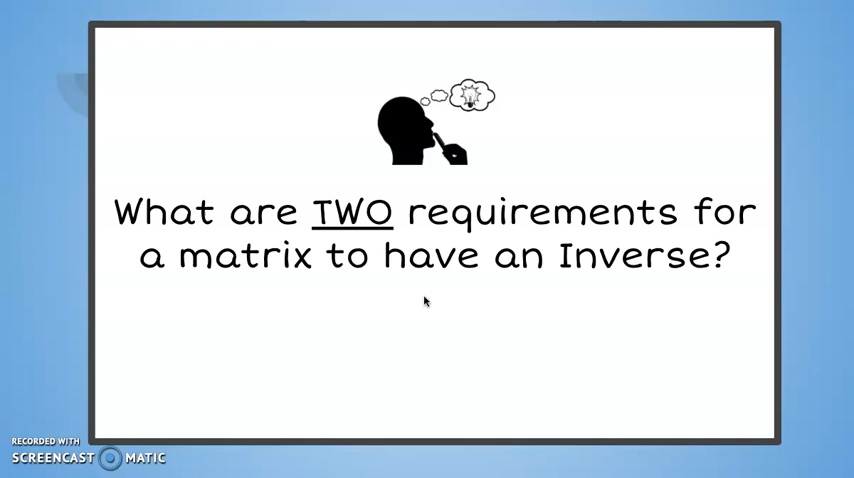 What are TWO requirements for
a matrix to have an Inverse?
RECORDED WITH
SCREENCAST MATIC